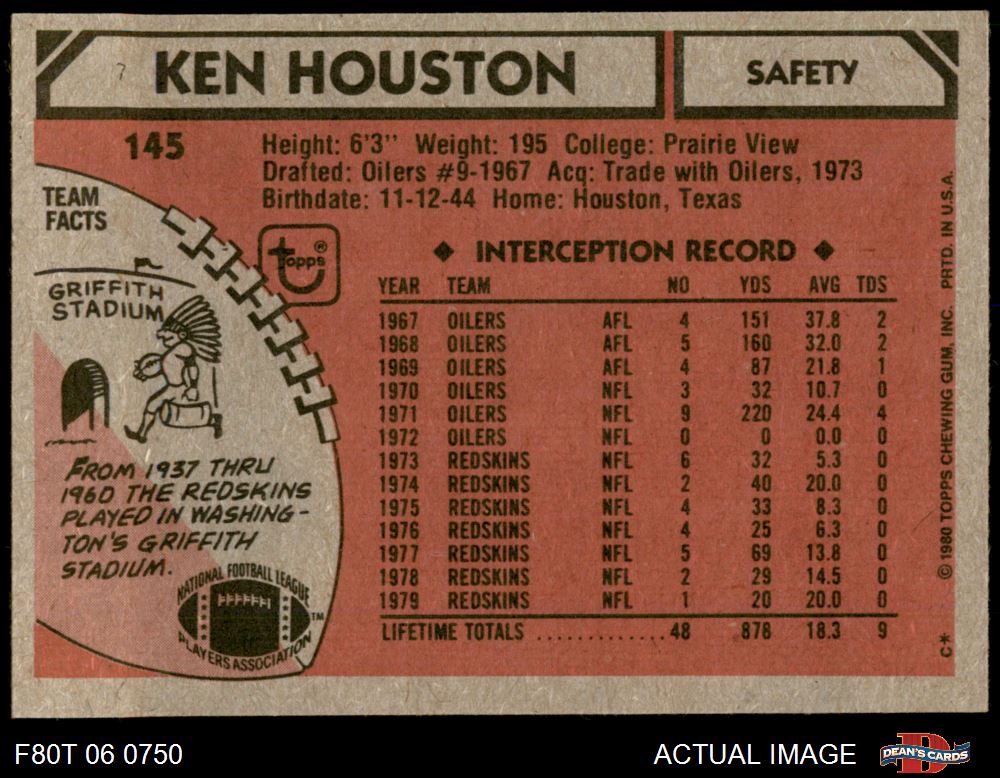 KEN HOUSTON
SAFETY
145
Height: 6'3" Weight: 195 College: Prairie View
Drafted: Oilers #9-1967 Acq: Trade with Oilers, 1973
Birthdate: 11-12-44 Home: Houston, Texas
TEAM
FACTS
GRIFFITH
STADIUM
FROM 1937 THRU
1960 THE REDSKINS
PLAYED IN WASHING-
TON'S GRIFFITH
STADIUM.
NATIONAL FOOTBALL LEAGUE
PLAYERS ASSOCIATION
TM
topps®
◆ INTERCEPTION RECORD ◆
YEAR TEAM NO YDS AVG TDS
1967 OILERS AFL 4 151 37.8 2
1968 OILERS AFL 5 160 32.0 2
1969 OILERS AFL 4 87 21.8 1
1970 OILERS NFL 3 32 10.7 0
1971 OILERS NFL 9 220 24.4 4
1972 OILERS NFL 0 0 0.0 0
1973 REDSKINS NFL 6 32 5.3 0
1974 REDSKINS NFL 2 40 20.0 0
1975 REDSKINS NFL 4 33 8.3 0
1976 REDSKINS NFL 4 25 6.3 0
1977 REDSKINS NFL 5 69 13.8 0
1978 REDSKINS NFL 2 29 14.5 0
1979 REDSKINS NFL 1 20 20.0 0
LIFETIME TOTALS .............. 48 878 18.3 9
C* © 1980 TOPPS CHEWING GUM, INC. PRTD. IN U.S.A.
F80T 06 0750
ACTUAL IMAGE
DEAN'S CARDS